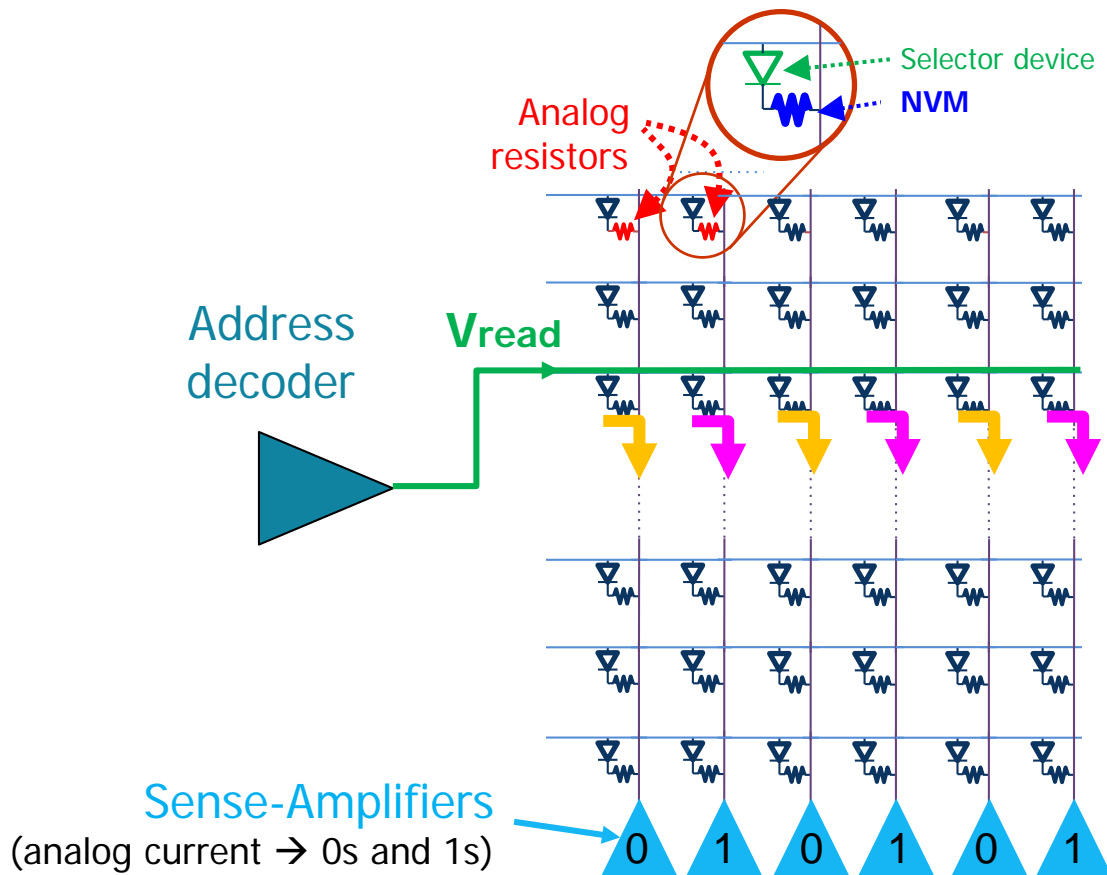 Selector device
NVM
Analog
resistors
Address
decoder
Vread
Sense-Amplifiers
(analog current → 0s and 1s)
0 1 0 1 0 1